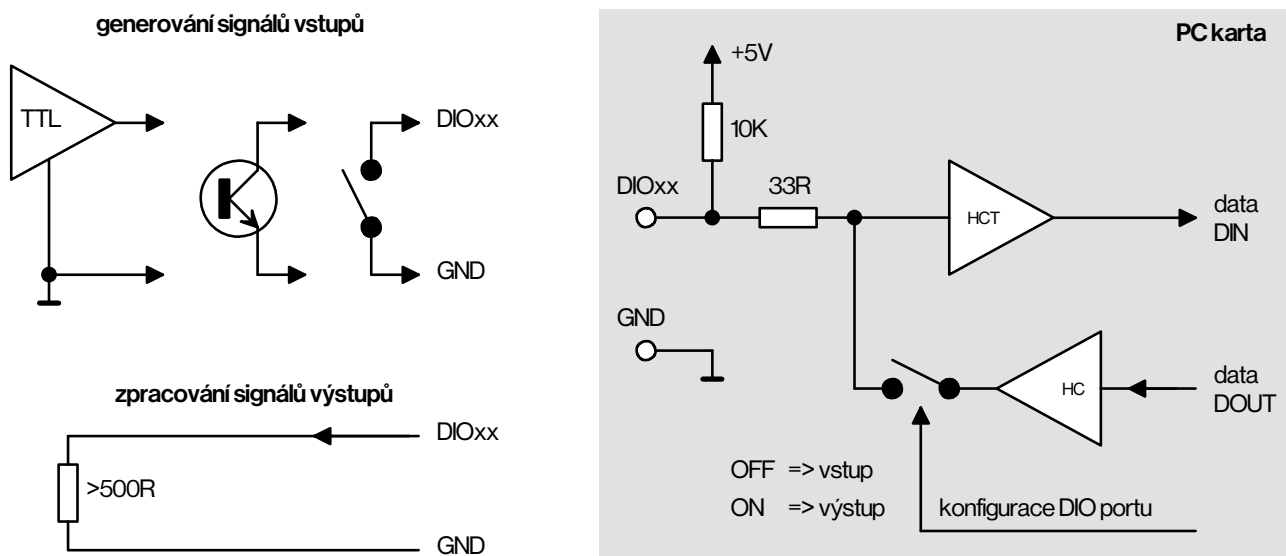 generování signálů vstupů
TTL
DIOxx
GND
zpracování signálů výstupů
DIOxx
>500R
GND
PC karta
+5V
10K
DIOxx
33R
HCT
data
DIN
GND
HC
data
DOUT
OFF => vstup
ON => výstup
konfigurace DIO portu